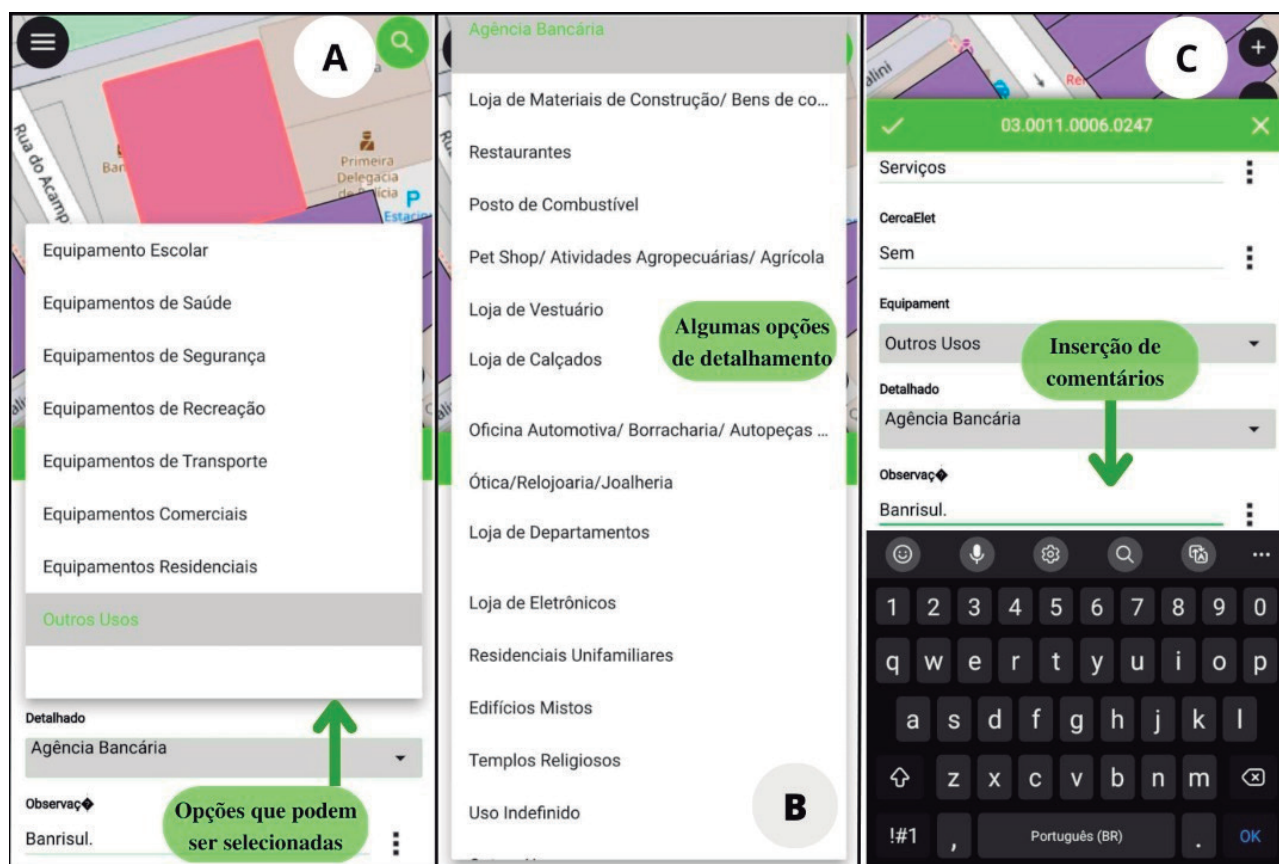 A
Rua do Acamp
Ban
Primeira
Delegacia
de Polícia
P
Estacio
Equipamento Escolar
Equipamentos de Saúde
Equipamentos de Segurança
Equipamentos de Recreação
Equipamentos de Transporte
Equipamentos Comerciais
Equipamentos Residenciais
Outros Usos
Detalhado
Agência Bancária
Observaç�
Banrisul.
Opções que podem
ser selecionadas
Agência Bancária
Loja de Materiais de Construção/ Bens de co...
Restaurantes
Posto de Combustível
Pet Shop/ Atividades Agropecuárias/ Agrícola
Loja de Vestuário
Loja de Calçados
Algumas opções
de detalhamento
Oficina Automotiva/ Borracharia/ Autopeças ...
Ótica/Relojoaria/Joalheria
Loja de Departamentos
Loja de Eletrônicos
Residenciais Unifamiliares
Edifícios Mistos
Templos Religiosos
Uso Indefinido
B
C
alini
Re
+
03.0011.0006.0247
Serviços
CercaElet
Sem
Equipament
Outros Usos
Inserção de
comentários
Detalhado
Agência Bancária
Observaç�
Banrisul.
1 2 3 4 5 6 7 8 9 0
q w e r t y u i o p
a s d f g h j k l
z x c v b n m
!#1 , Português (BR) . OK